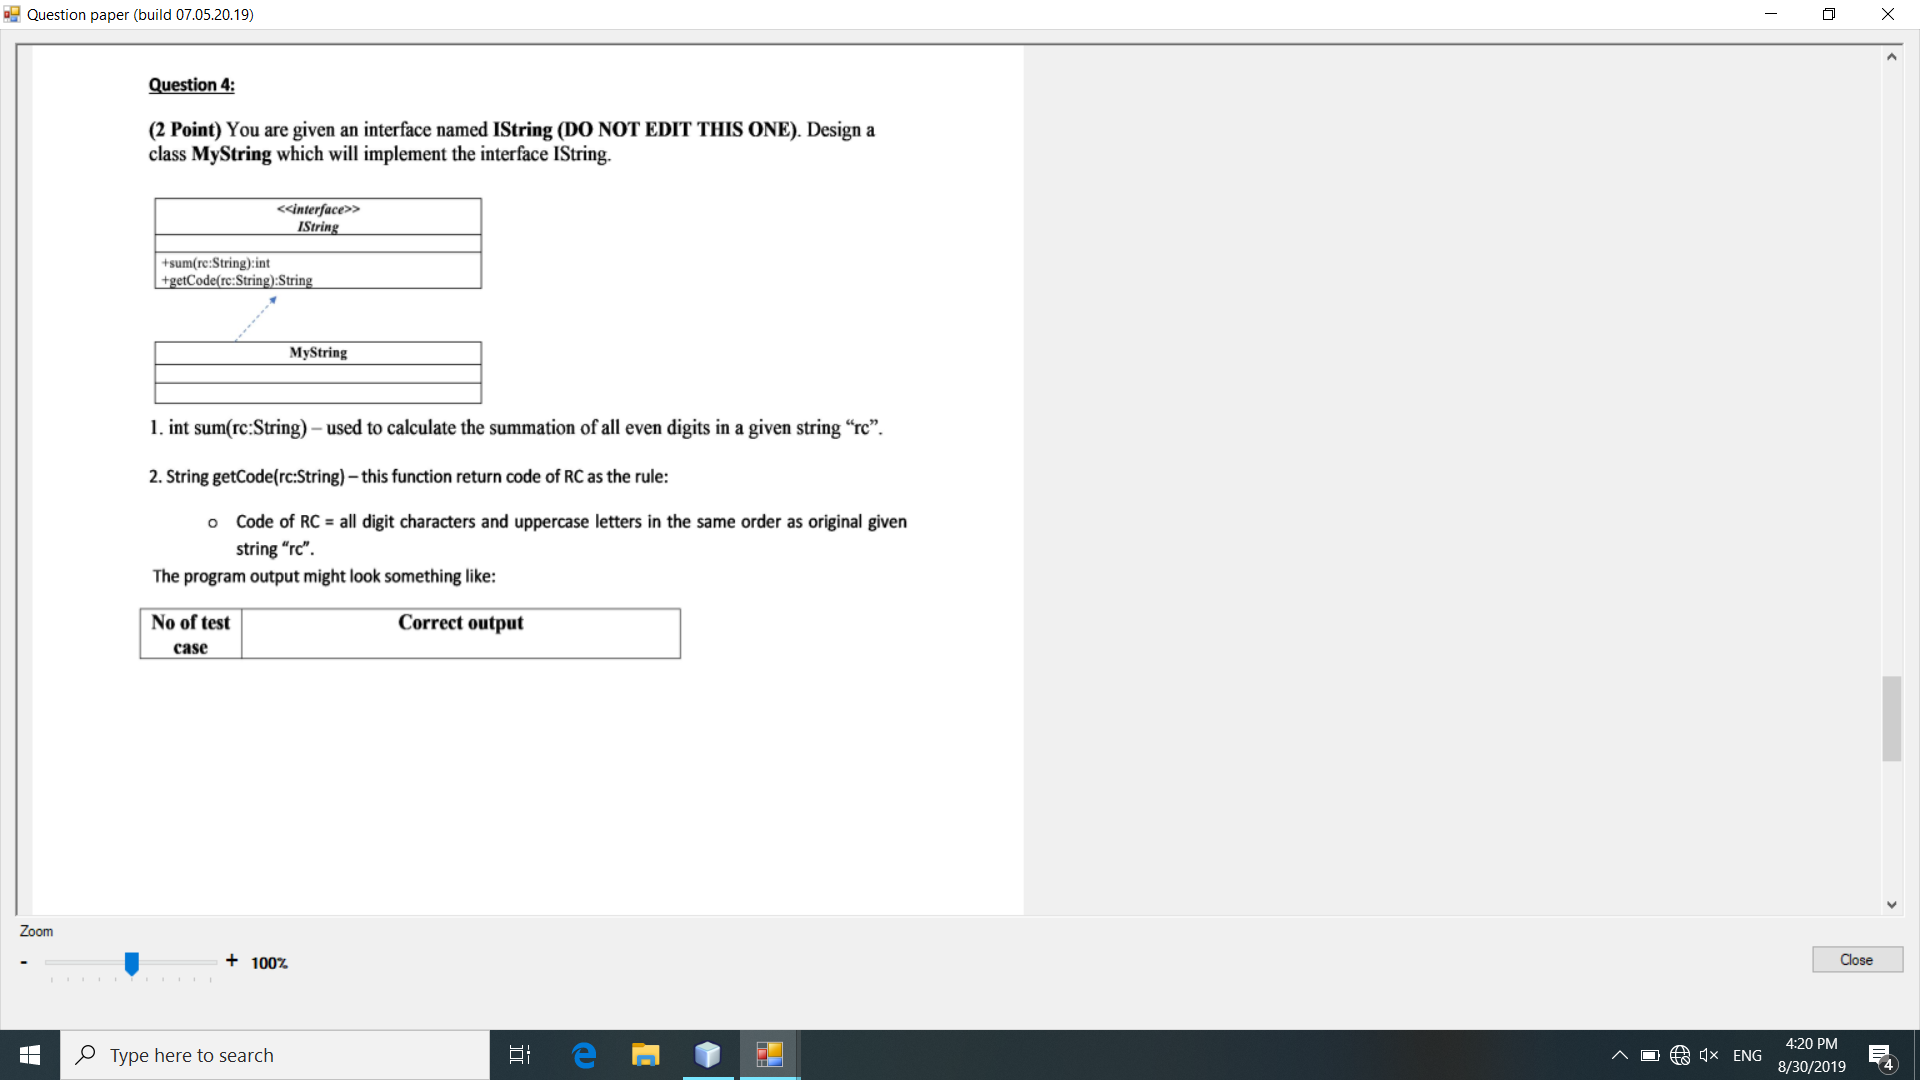 Question paper (build 07.05.20.19)
Question 4:
(2 Point) You are given an interface named IString (DO NOT EDIT THIS ONE). Design a
class MyString which will implement the interface IString.
<<interface>>
IString
+sum(rc:String):int
+getCode(rc:String):String
MyString
1. int sum(rc:String) – used to calculate the summation of all even digits in a given string “rc”.
2. String getCode(rc:String) – this function return code of RC as the rule:
o Code of RC = all digit characters and uppercase letters in the same order as original given
string “rc”.
The program output might look something like:
No of test
case
Correct output
Zoom
- + 100%
Close
Type here to search
ENG
4:20 PM
8/30/2019
4